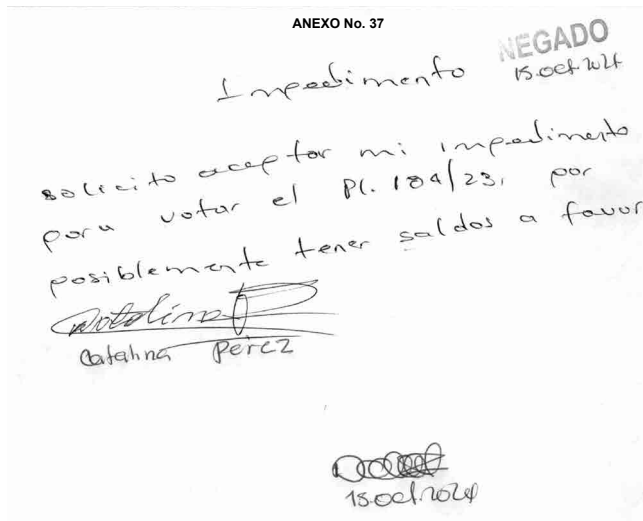 ANEXO No. 37
NEGADO
15 oct 2024
Impedimento
solicito aceptar mi impedimento
para votar el Pl. 184/23, por
posiblemente tener saldos a favor
Catalina P
Catalina Perez
15 oct 2024